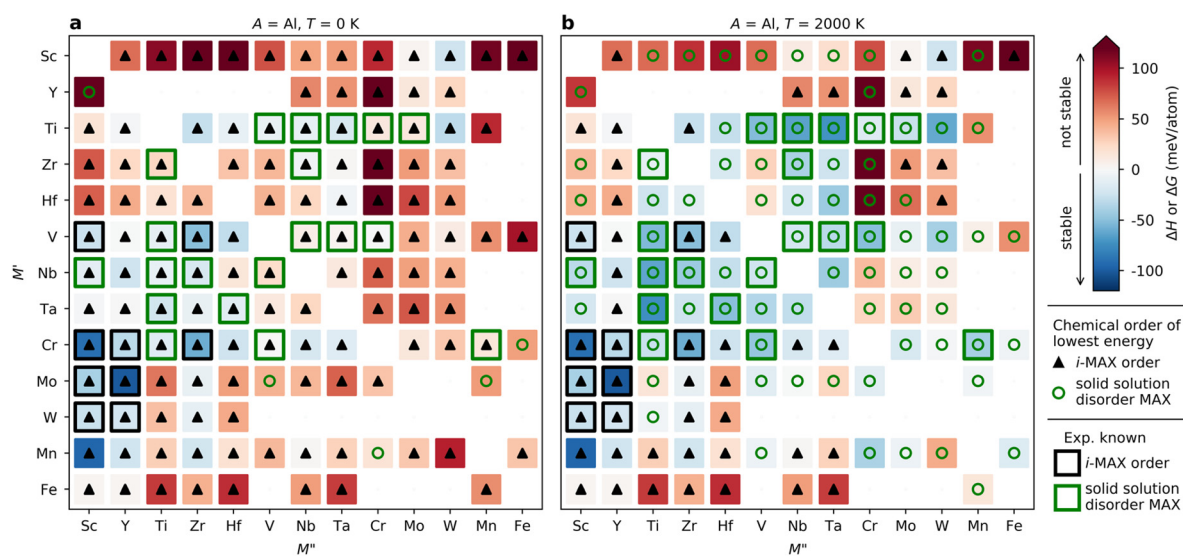 a
A = Al, T = 0 K
b
A = Al, T = 2000 K
Sc
Y
Ti
Zr
Hf
V
Nb
Ta
Cr
Mo
W
Mn
Fe
M'
Sc Y Ti Zr Hf V Nb Ta Cr Mo W Mn Fe
M"
Sc Y Ti Zr Hf V Nb Ta Cr Mo W Mn Fe
M"
not stable
stable
100
50
0
-50
-100
ΔH or ΔG (meV/atom)
Chemical order of
lowest energy
i-MAX order
solid solution
disorder MAX
Exp. known
i-MAX order
solid solution
disorder MAX